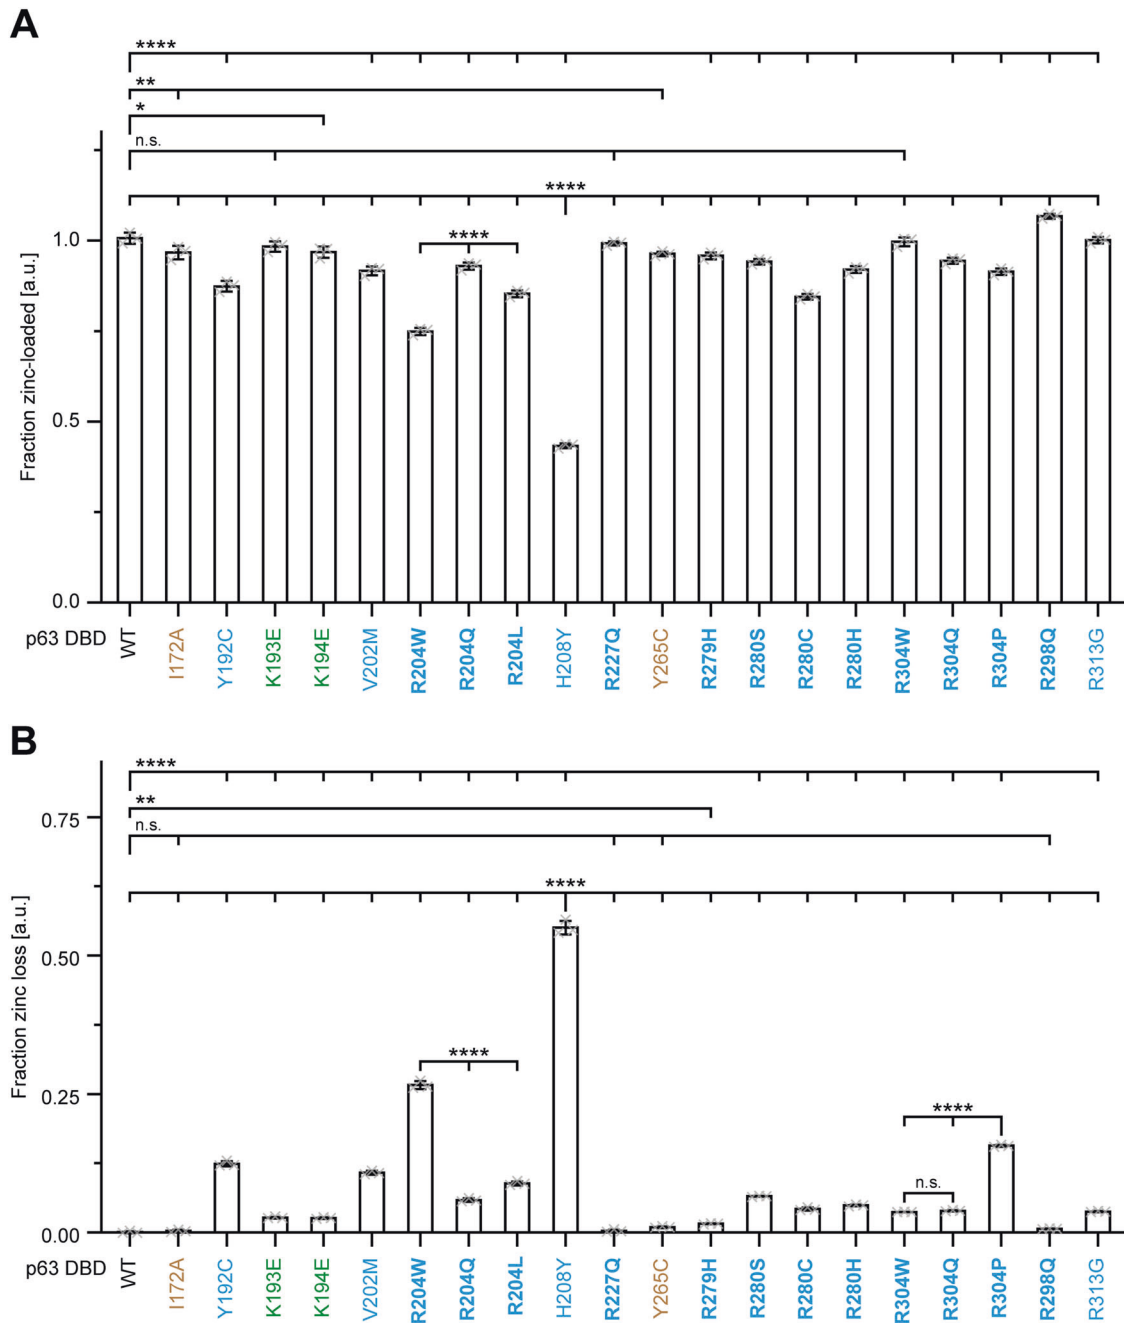 A
****
**
*
n.s.
****
****
1.0
0.5
0.0
Fraction zinc-loaded [a.u.]
p63 DBD WT I172A Y192C K193E K194E V202M R204W R204Q R204L H208Y R227Q Y265C R279H R280S R280C R280H R304W R304Q R304P R298Q R313G
B
****
**
n.s.
****
****
****
n.s.
0.75
0.50
0.25
0.00
Fraction zinc loss [a.u.]
p63 DBD WT I172A Y192C K193E K194E V202M R204W R204Q R204L H208Y R227Q Y265C R279H R280S R280C R280H R304W R304Q R304P R298Q R313G